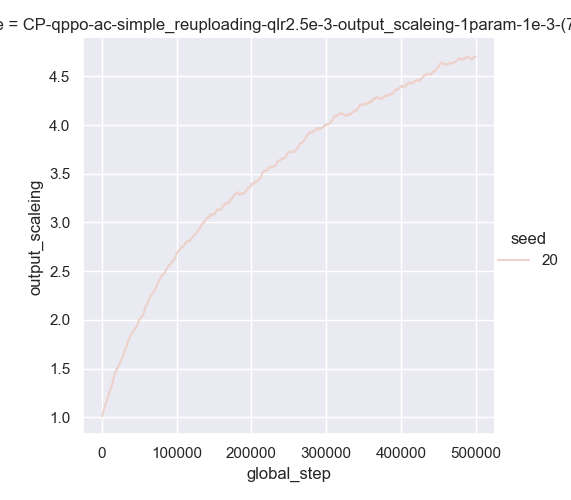 e = CP-qppo-ac-simple_reuploading-qlr2.5e-3-output_scaleing-1param-1e-3-(7
4.5
4.0
3.5
3.0
2.5
2.0
1.5
1.0
output_scaleing
0 100000 200000 300000 400000 500000
global_step
seed
20